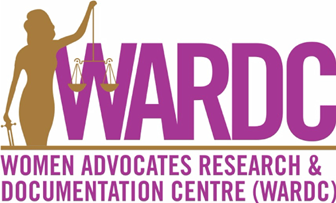 WARDC
WOMEN ADVOCATES RESEARCH &
DOCUMENTATION CENTRE (WARDC)